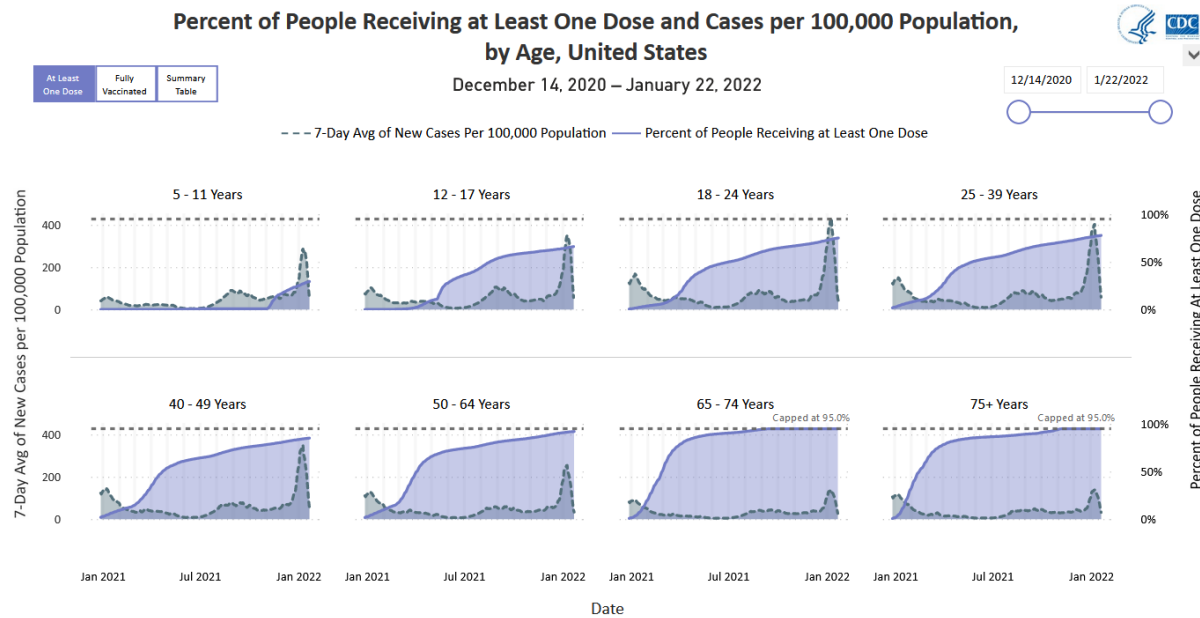 Percent of People Receiving at Least One Dose and Cases per 100,000 Population,
by Age, United States
December 14, 2020 – January 22, 2022
CDC
At Least
One Dose
Fully
Vaccinated
Summary
Table
12/14/2020
1/22/2022
7-Day Avg of New Cases Per 100,000 Population
Percent of People Receiving at Least One Dose
7-Day Avg of New Cases Per 100,000 Population
Percent of People Receiving At Least One Dose
5 - 11 Years
12 - 17 Years
18 - 24 Years
25 - 39 Years
400
200
0
100%
50%
0%
40 - 49 Years
50 - 64 Years
65 - 74 Years
75+ Years
Capped at 95.0%
Capped at 95.0%
400
200
0
100%
50%
0%
Jan 2021
Jul 2021
Jan 2022
Jan 2021
Jul 2021
Jan 2022
Jan 2021
Jul 2021
Jan 2022
Jan 2021
Jul 2021
Jan 2022
Date